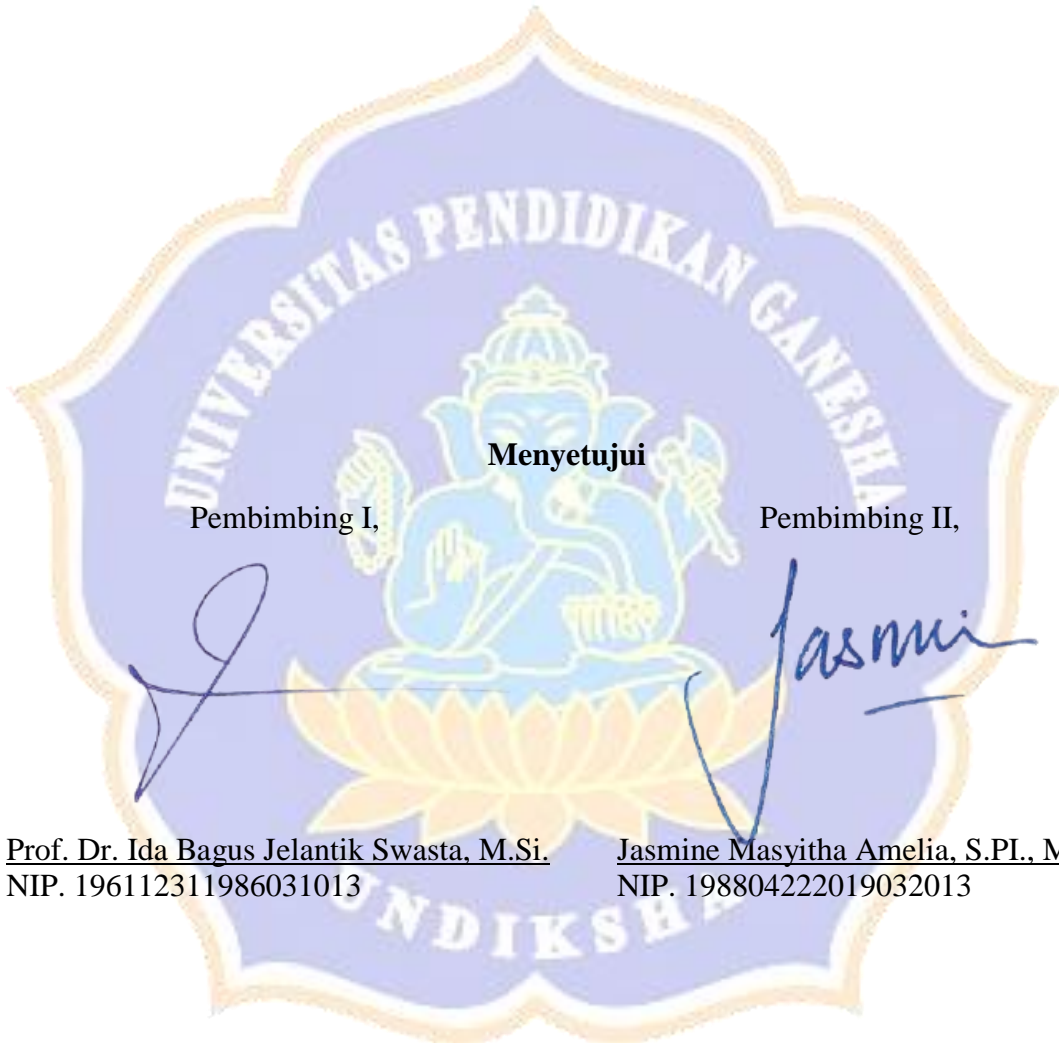 UNIVERSITAS PENDIDIKAN GANESHA
Menyetujui
Pembimbing I, Pembimbing II,
Jasmi
Prof. Dr. Ida Bagus Jelantik Swasta, M.Si. Jasmine Masyitha Amelia, S.PI., M
NIP. 196112311986031013 NIP. 198804222019032013
UNDIKSHA